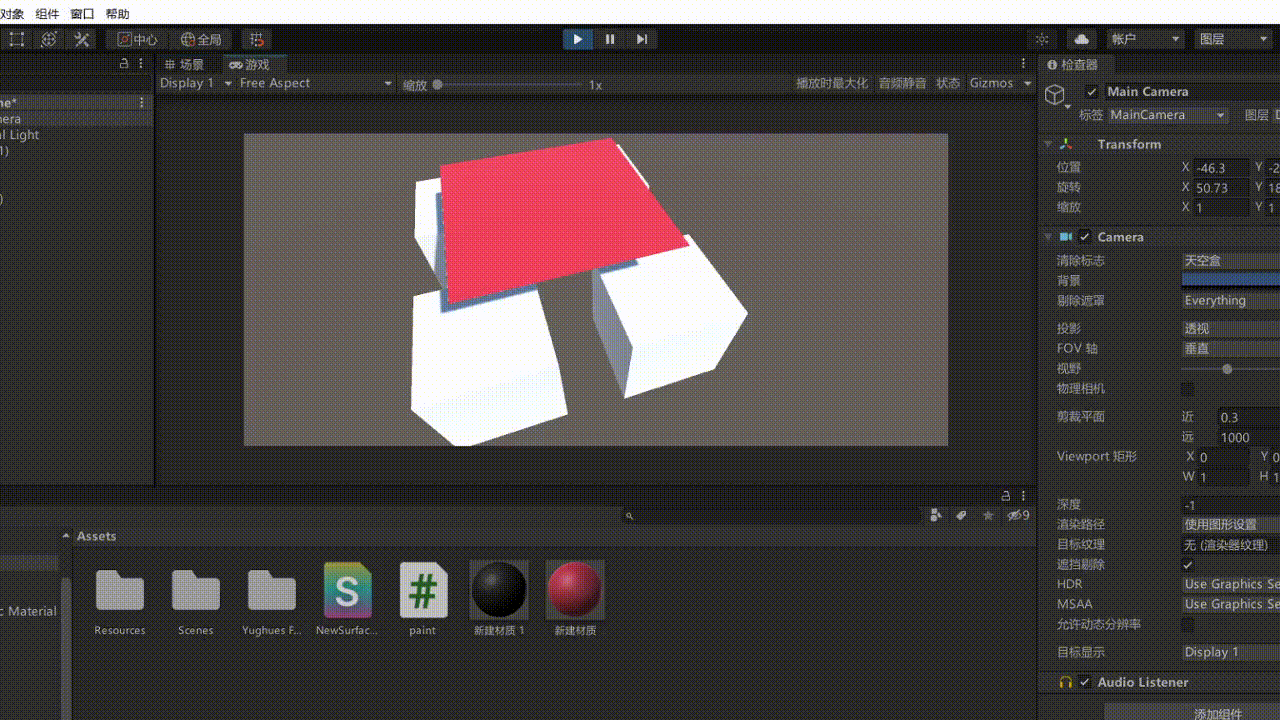 对象 组件 窗口 帮助
中心 全局 帐户 图层
场景 游戏 检查器
Display 1 Free Aspect 缩放 1x 播放时最大化 音频静音 状态 Gizmos
Main Camera
标签 MainCamera 图层
ne*
era
l Light
1)
)
Transform
位置 X -46.3 Y -2
旋转 X 50.73 Y 18
缩放 X 1 Y 1
Camera
清除标志 天空盒
背景
剔除遮罩 Everything
投影 透视
FOV 轴 垂直
视野
物理相机
剪裁平面 近 0.3
远 1000
Viewport 矩形 X 0 Y 0
W 1 H 1
深度 -1
渲染路径 使用图形设置
目标纹理 无 (渲染器纹理)
遮挡剔除
HDR Use Graphics Se
MSAA Use Graphics Se
允许动态分辨率
目标显示 Display 1
Audio Listener
添加组件
9
Assets
c Material
Resources Scenes Yughues F... NewSurfac... paint 新建材质 1 新建材质
S #